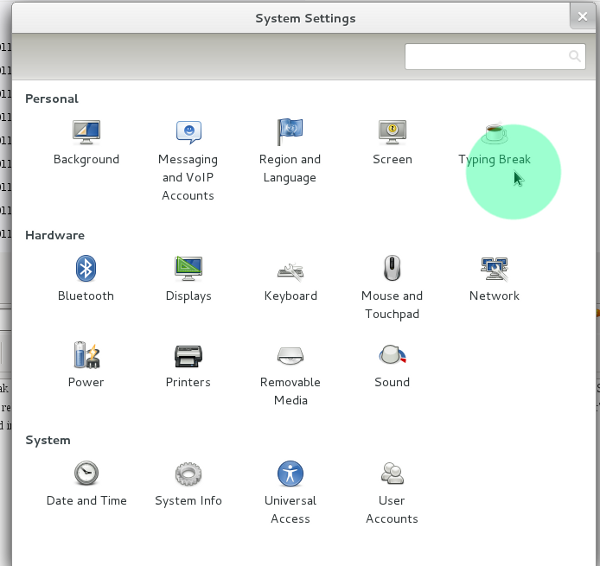 System Settings
Personal
Background
Messaging
and VoIP
Accounts
Region and
Language
Screen
Typing Break
Hardware
Bluetooth
Displays
Keyboard
Mouse and
Touchpad
Network
Power
Printers
Removable
Media
Sound
System
Date and Time
System Info
Universal
Access
User
Accounts